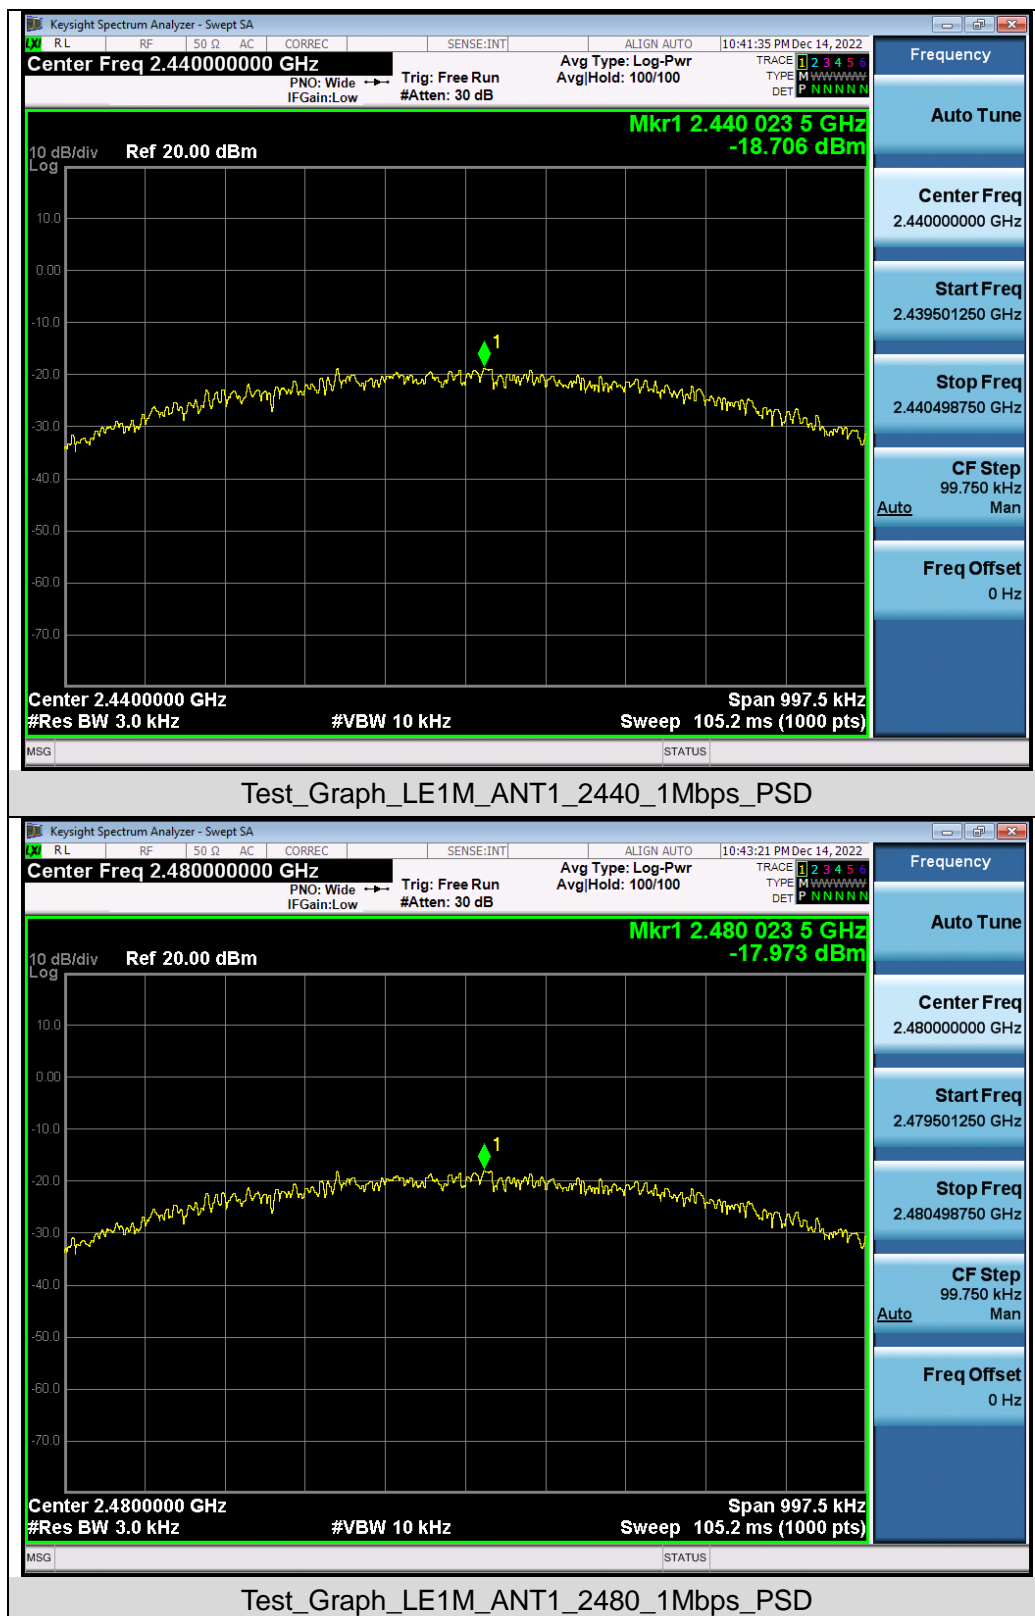 Keysight Spectrum Analyzer - Swept SA
LXI RL RF 50 Ω AC CORREC SENSE:INT ALIGN AUTO 10:41:35 PM Dec 14, 2022
Center Freq 2.440000000 GHz
PNO: Wide
IFGain:Low
Trig: Free Run
#Atten: 30 dB
Avg Type: Log-Pwr
Avg|Hold: 100/100
TRACE 1 2 3 4 5 6
TYPE M WWWWW
DET P N N N N N
Mkr1 2.440 023 5 GHz
-18.706 dBm
10 dB/div Ref 20.00 dBm
Log
10.0
0.00
-10.0
-20.0
-30.0
-40.0
-50.0
-60.0
-70.0
1
Center 2.4400000 GHz Span 997.5 kHz
#Res BW 3.0 kHz #VBW 10 kHz Sweep 105.2 ms (1000 pts)
MSG STATUS
Frequency
Auto Tune
Center Freq
2.440000000 GHz
Start Freq
2.439501250 GHz
Stop Freq
2.440498750 GHz
CF Step
99.750 kHz
Auto Man
Freq Offset
0 Hz
Test_Graph_LE1M_ANT1_2440_1Mbps_PSD
Keysight Spectrum Analyzer - Swept SA
LXI RL RF 50 Ω AC CORREC SENSE:INT ALIGN AUTO 10:43:21 PM Dec 14, 2022
Center Freq 2.480000000 GHz
PNO: Wide
IFGain:Low
Trig: Free Run
#Atten: 30 dB
Avg Type: Log-Pwr
Avg|Hold: 100/100
TRACE 1 2 3 4 5 6
TYPE M WWWWW
DET P N N N N N
Mkr1 2.480 023 5 GHz
-17.973 dBm
10 dB/div Ref 20.00 dBm
Log
10.0
0.00
-10.0
-20.0
-30.0
-40.0
-50.0
-60.0
-70.0
1
Center 2.4800000 GHz Span 997.5 kHz
#Res BW 3.0 kHz #VBW 10 kHz Sweep 105.2 ms (1000 pts)
MSG STATUS
Frequency
Auto Tune
Center Freq
2.480000000 GHz
Start Freq
2.479501250 GHz
Stop Freq
2.480498750 GHz
CF Step
99.750 kHz
Auto Man
Freq Offset
0 Hz
Test_Graph_LE1M_ANT1_2480_1Mbps_PSD